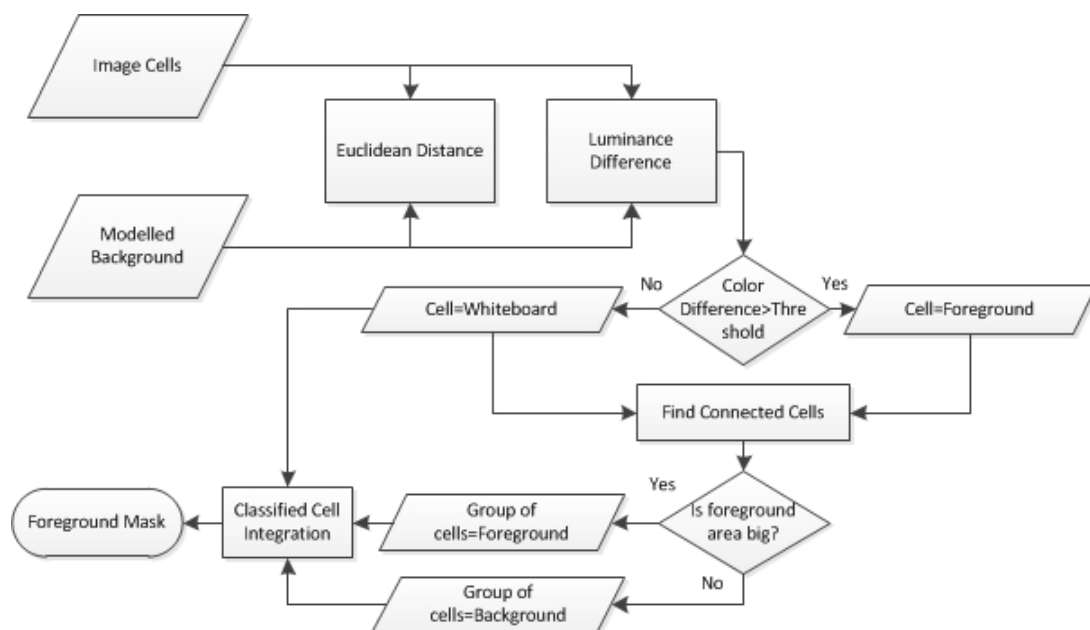 Image Cells
Euclidean Distance
Luminance
Difference
Modelled
Background
No
Color
Difference>Thre
shold
Yes
Cell=Whiteboard
Cell=Foreground
Find Connected Cells
Yes
Is foreground
area big?
No
Group of
cells=Foreground
Classified Cell
Integration
Foreground Mask
Group of
cells=Background